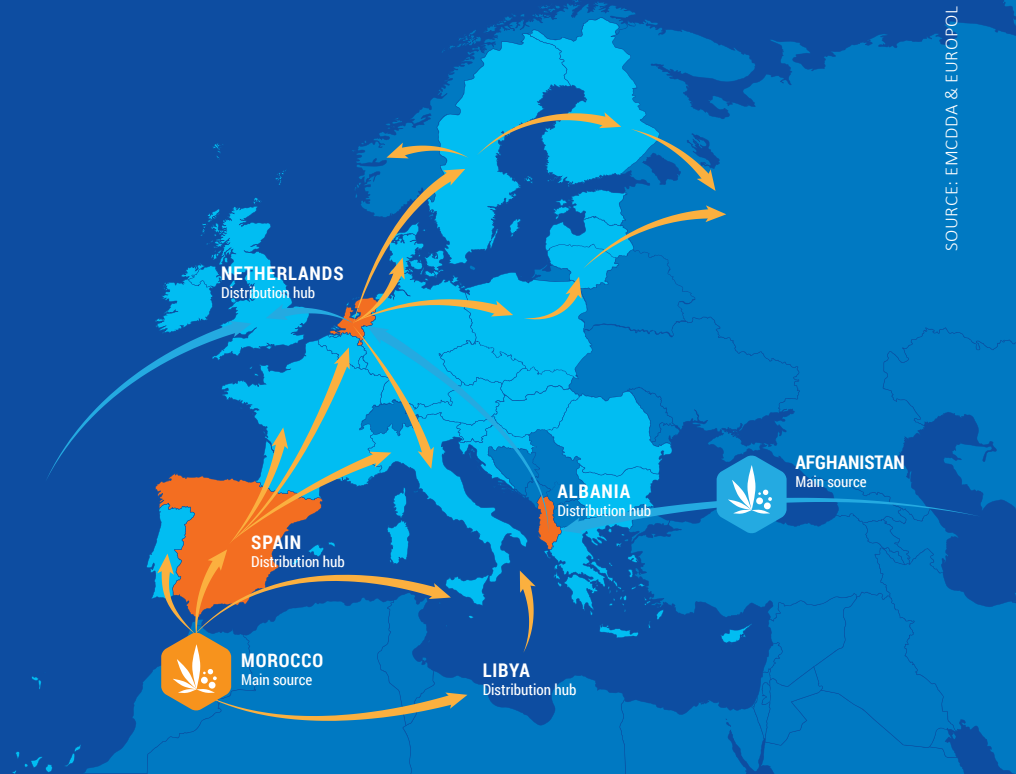 SOURCE: EMCDDA & EUROPOL
NETHERLANDS
Distribution hub
AFGHANISTAN
Main source
ALBANIA
Distribution hub
SPAIN
Distribution hub
MOROCCO
Main source
LIBYA
Distribution hub